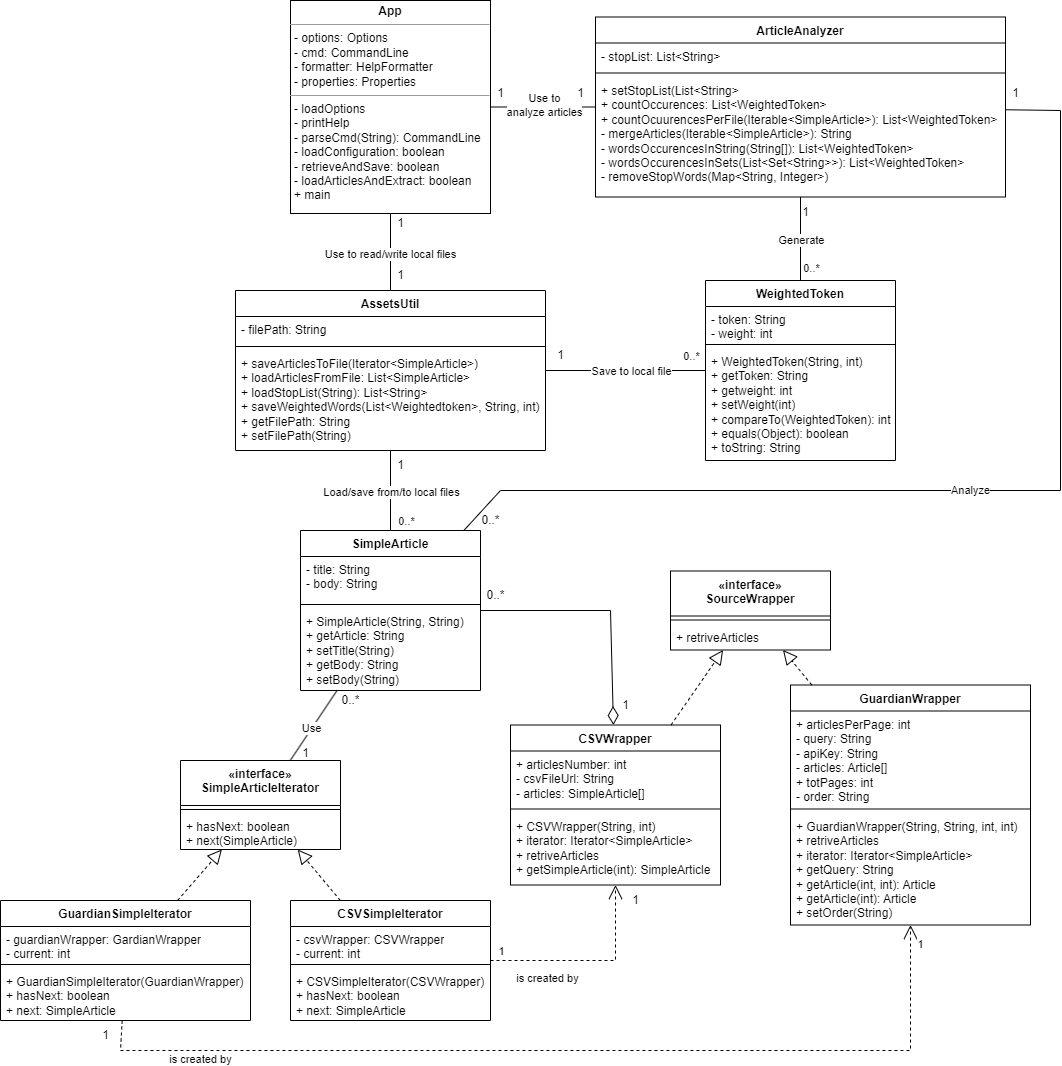 App
- options: Options
- cmd: CommandLine
- formatter: HelpFormatter
- properties: Properties
- loadOptions
- printHelp
- parseCmd(String): CommandLine
- loadConfiguration: boolean
- retrieveAndSave: boolean
- loadArticlesAndExtract: boolean
+ main
1
Use to
analyze articles
1
ArticleAnalyzer
- stopList: List<String>
+ setStopList(List<String>
+ countOccurences: List<WeightedToken>
+ countOcuurencesPerFile(Iterable<SimpleArticle>): List<WeightedToken>
- mergeArticles(Iterable<SimpleArticle>): String
- wordsOccurencesInString(String[]): List<WeightedToken>
- wordsOccurencesInSets(List<Set<String>>): List<WeightedToken>
- removeStopWords(Map<String, Integer>)
1
1
Use to read/write local files
1
1
Generate
0..*
AssetsUtil
- filePath: String
+ saveArticlesToFile(Iterator<SimpleArticle>)
+ loadArticlesFromFile: List<SimpleArticle>
+ loadStopList(String): List<String>
+ saveWeightedWords(List<Weightedtoken>, String, int)
+ getFilePath: String
+ setFilePath(String)
1
Save to local file
0..*
WeightedToken
- token: String
- weight: int
+ WeightedToken(String, int)
+ getToken: String
+ getweight: int
+ setWeight(int)
+ compareTo(WeightedToken): int
+ equals(Object): boolean
+ toString: String
1
Load/save from/to local files
0..*
0..*
Analyze
SimpleArticle
- title: String
- body: String
+ SimpleArticle(String, String)
+ getArticle: String
+ setTitle(String)
+ getBody: String
+ setBody(String)
0..*
«interface»
SourceWrapper
+ retriveArticles
0..*
Use
1
1
«interface»
SimpleArticleIterator
+ hasNext: boolean
+ next(SimpleArticle)
CSVWrapper
+ articlesNumber: int
- csvFileUrl: String
- articles: SimpleArticle[]
+ CSVWrapper(String, int)
+ iterator: Iterator<SimpleArticle>
+ retriveArticles
+ getSimpleArticle(int): SimpleArticle
GuardianWrapper
+ articlesPerPage: int
- query: String
- apiKey: String
- articles: Article[]
+ totPages: int
- order: String
+ GuardianWrapper(String, String, int, int)
+ retriveArticles
+ iterator: Iterator<SimpleArticle>
+ getQuery: String
+ getArticle(int, int): Article
+ getArticle(int): Article
+ setOrder(String)
GuardianSimpleIterator
- guardianWrapper: GardianWrapper
- current: int
+ GuardianSimpleIterator(GuardianWrapper)
+ hasNext: boolean
+ next: SimpleArticle
CSVSimpleIterator
- csvWrapper: CSVWrapper
- current: int
+ CSVSimpleIterator(CSVWrapper)
+ hasNext: boolean
+ next: SimpleArticle
1
is created by
1
1
is created by
1